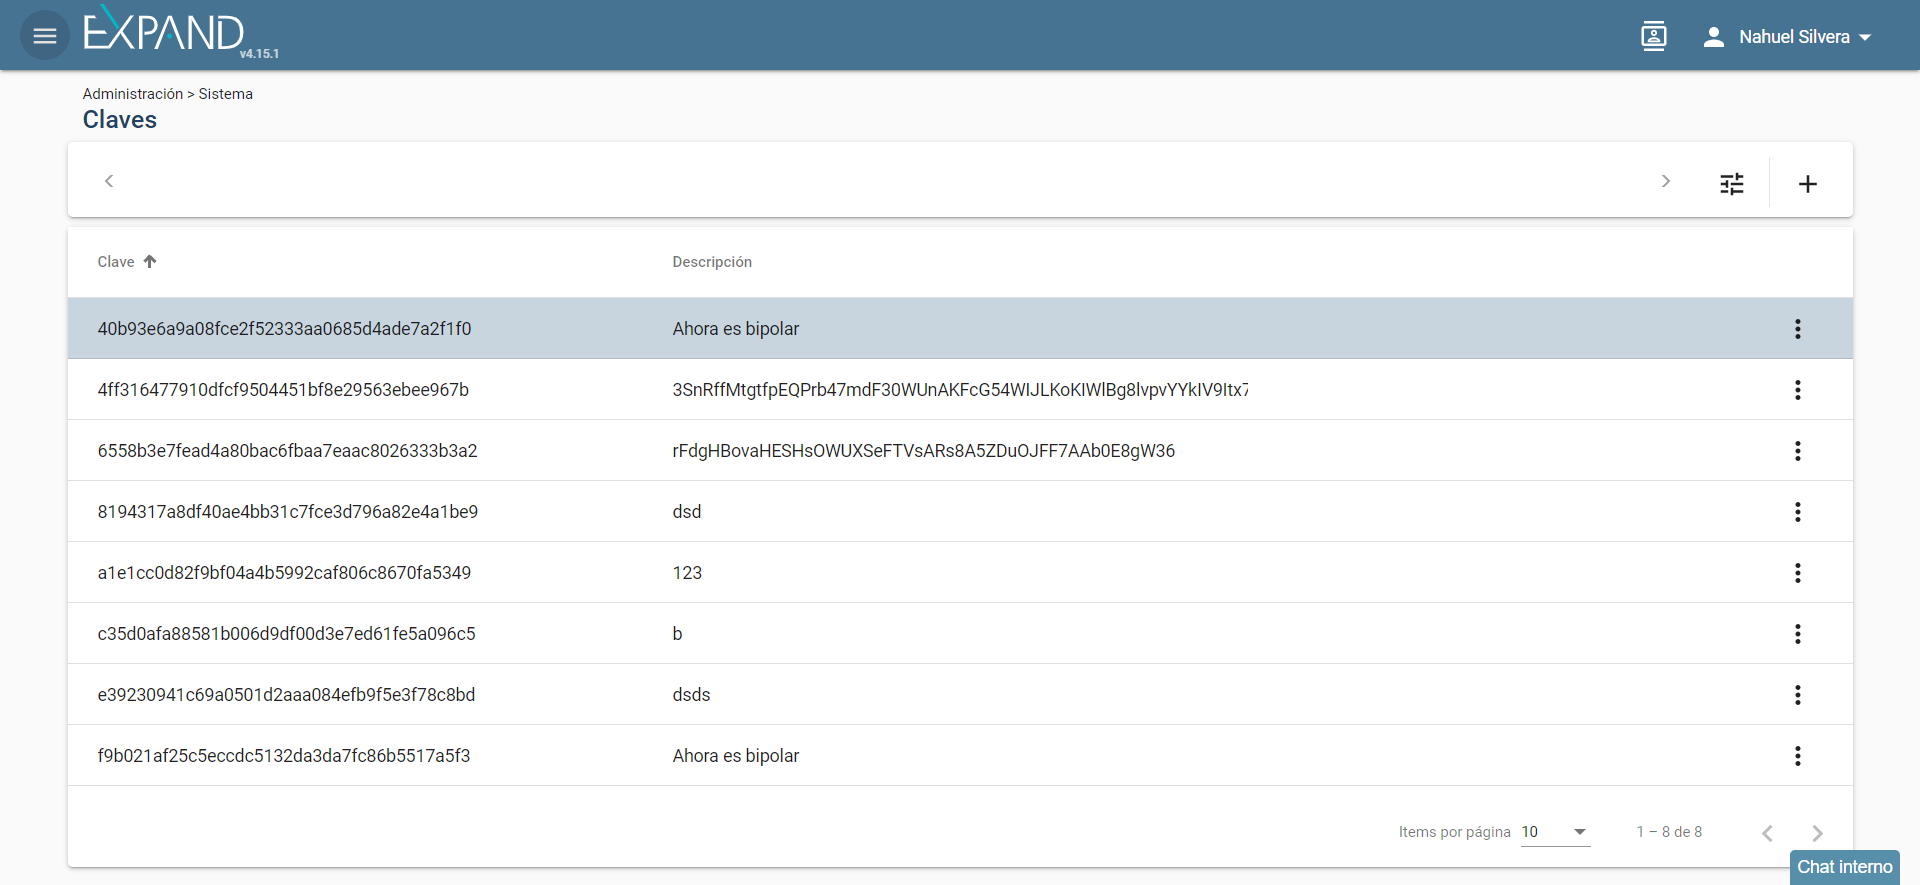 EXPAND
v4.15.1
Nahuel Silvera
Administración > Sistema
Claves
Clave Descripción
40b93e6a9a08fce2f52333aa0685d4ade7a2f1f0 Ahora es bipolar
4ff316477910dfcf9504451bf8e29563ebee967b 3SnRffMtgtfpEQPrb47mdF30WUnAKFcG54WIJLKoKIWlBg8lvpvYYkIV9Itx7
6558b3e7fead4a80bac6fbaa7eaac8026333b3a2 rFdgHBovaHESHsOWUXSeFTVsARs8A5ZDuOJFF7AAb0E8gW36
8194317a8df40ae4bb31c7fce3d796a82e4a1be9 dsd
a1e1cc0d82f9bf04a4b5992caf806c8670fa5349 123
c35d0afa88581b006d9df00d3e7ed61fe5a096c5 b
e39230941c69a0501d2aaa084efb9f5e3f78c8bd dsds
f9b021af25c5eccdc5132da3da7fc86b5517a5f3 Ahora es bipolar
Items por página 10 1 – 8 de 8
Chat interno